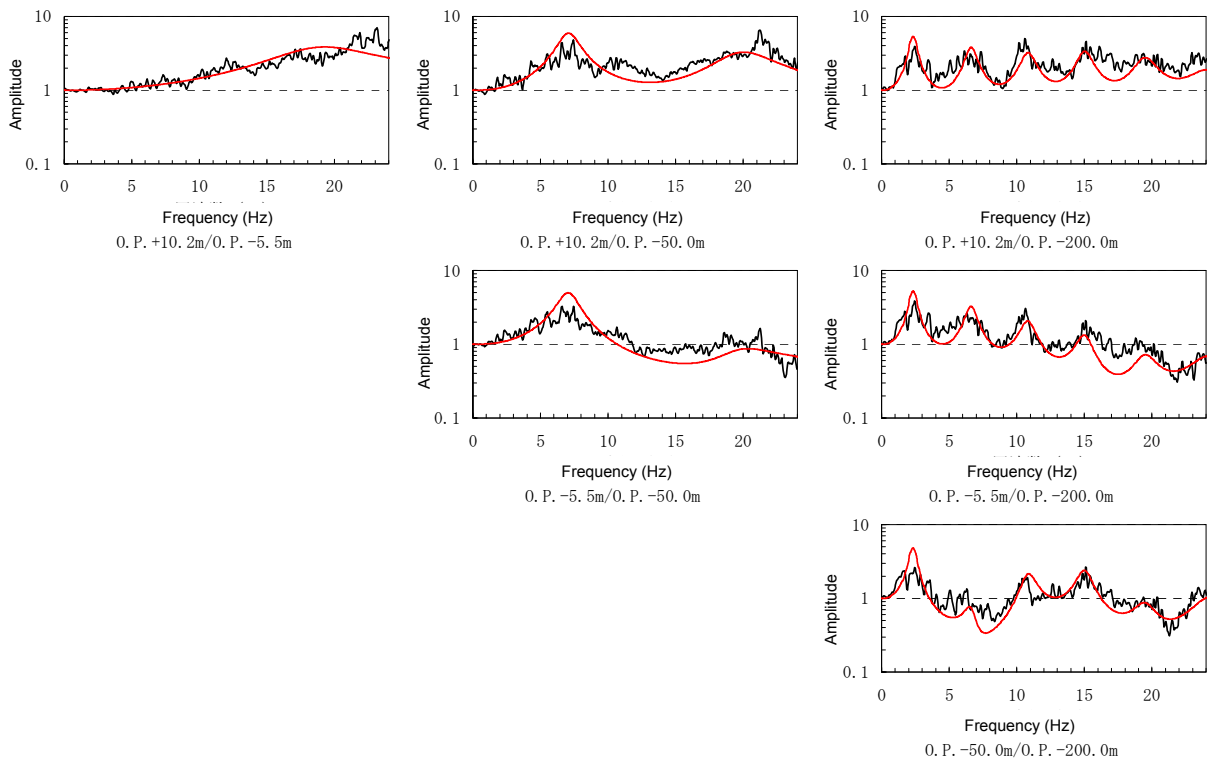 10
1
0.1
Amplitude
0 5 10 15 20
Frequency (Hz)
O.P.+10.2m/O.P.-5.5m
10
1
0.1
Amplitude
0 5 10 15 20
Frequency (Hz)
O.P.+10.2m/O.P.-50.0m
10
1
0.1
Amplitude
0 5 10 15 20
Frequency (Hz)
O.P.+10.2m/O.P.-200.0m
10
1
0.1
Amplitude
0 5 10 15 20
Frequency (Hz)
O.P.-5.5m/O.P.-50.0m
10
1
0.1
Amplitude
0 5 10 15 20
Frequency (Hz)
O.P.-5.5m/O.P.-200.0m
10
1
0.1
Amplitude
0 5 10 15 20
Frequency (Hz)
O.P.-50.0m/O.P.-200.0m